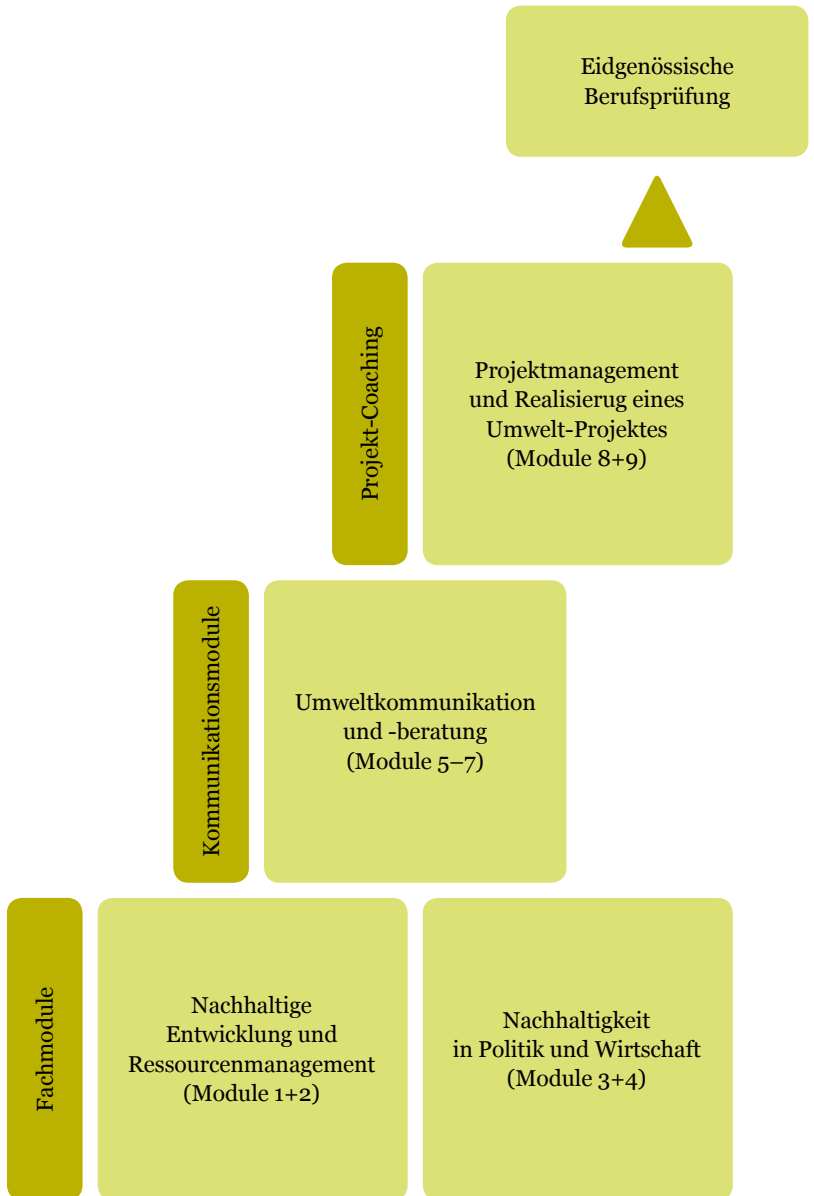 Eidgenössische
Berufsprüfung
Projekt-Coaching
Projektmanagement
und Realisierug eines
Umwelt-Projektes
(Module 8+9)
Kommunikationsmodule
Umweltkommunikation
und -beratung
(Module 5–7)
Fachmodule
Nachhaltige
Entwicklung und
Ressourcenmanagement
(Module 1+2)
Nachhaltigkeit
in Politik und Wirtschaft
(Module 3+4)